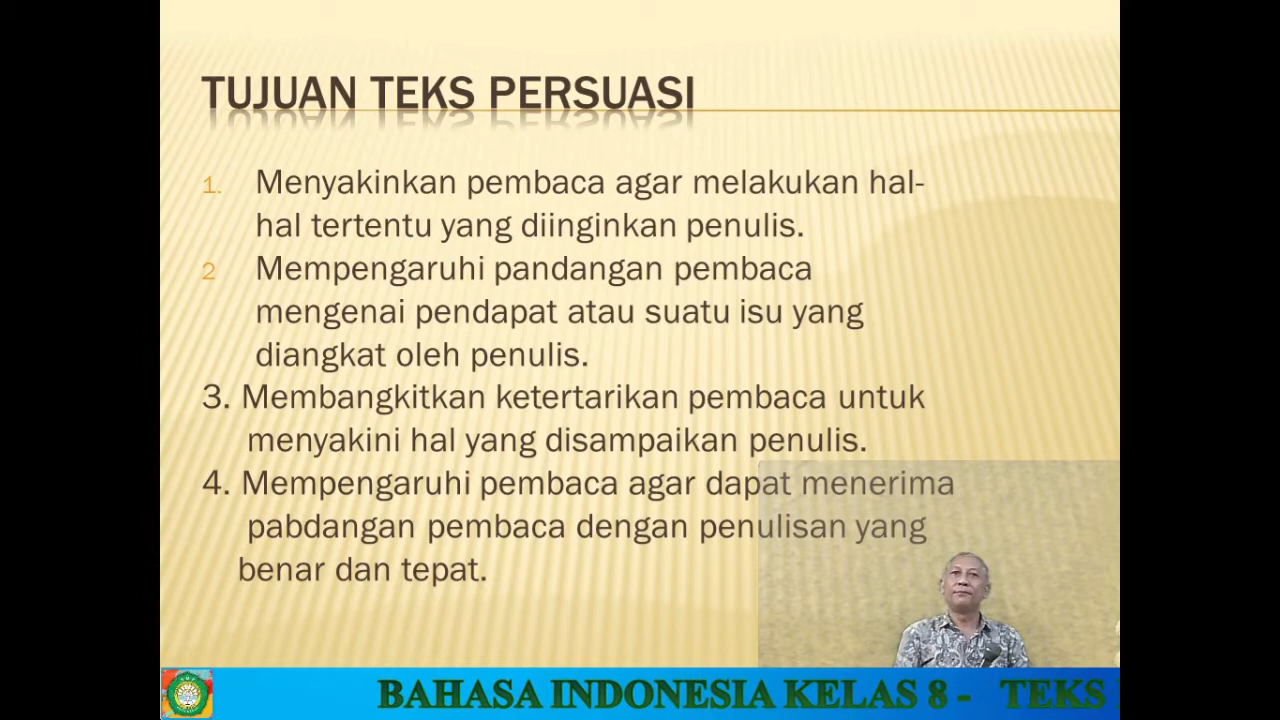 TUJUAN TEKS PERSUASI
1. Menyakinkan pembaca agar melakukan hal-
hal tertentu yang diinginkan penulis.
2 Mempengaruhi pandangan pembaca
mengenai pendapat atau suatu isu yang
diangkat oleh penulis.
3. Membangkitkan ketertarikan pembaca untuk
menyakini hal yang disampaikan penulis.
4. Mempengaruhi pembaca agar dapat menerima
pabdangan pembaca dengan penulisan yang
benar dan tepat.
BAHASA INDONESIA KELAS 8 - TEKS